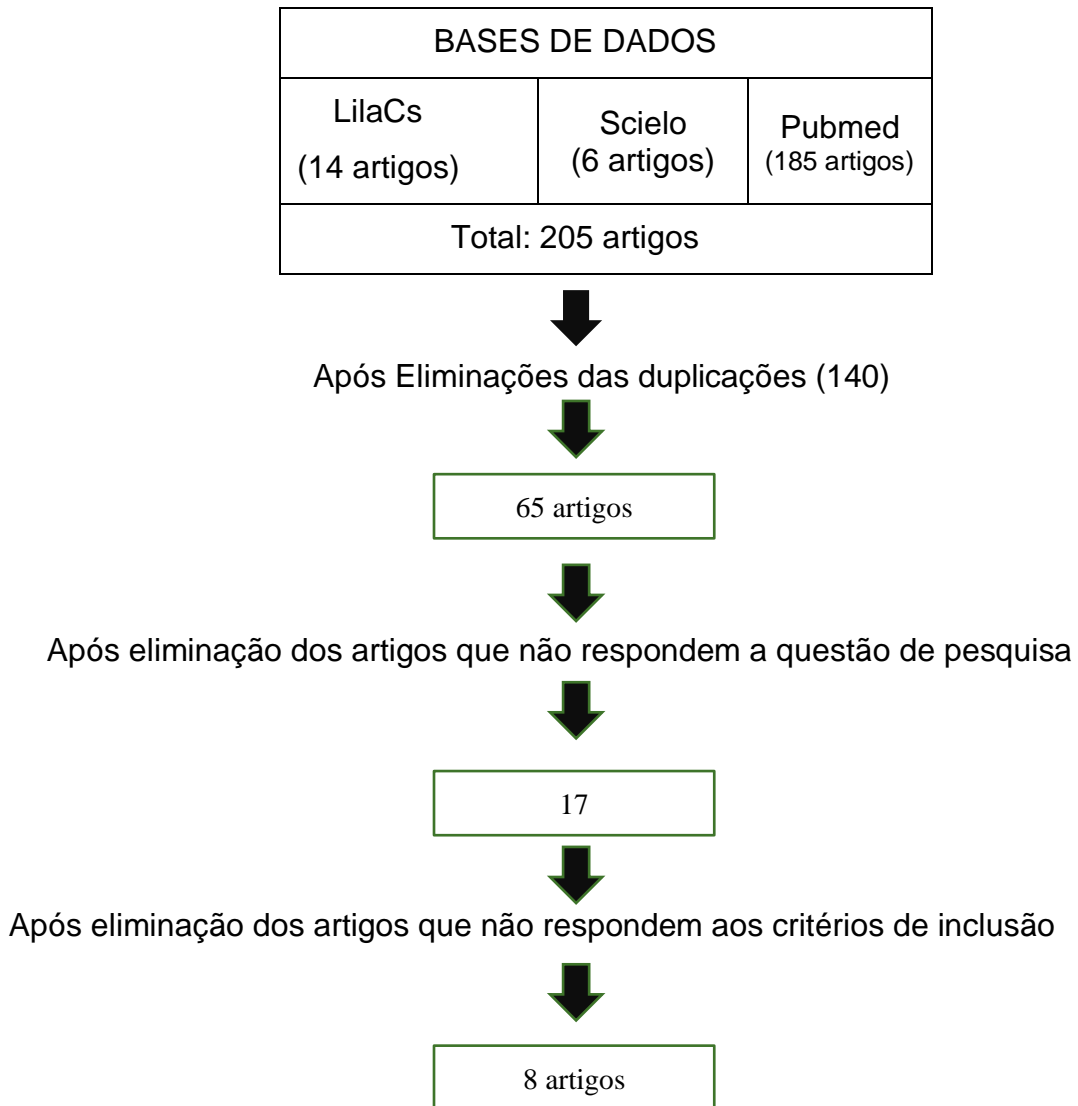 BASES DE DADOS
LilaCs
(14 artigos)
Scielo
(6 artigos)
Pubmed
(185 artigos)
Total: 205 artigos
Após Eliminações das duplicações (140)
65 artigos
Após eliminação dos artigos que não respondem a questão de pesquisa
17
Após eliminação dos artigos que não respondem aos critérios de inclusão
8 artigos